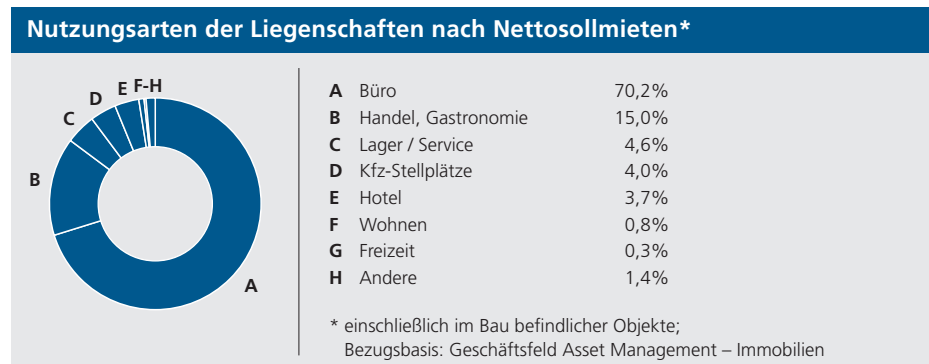 Nutzungsarten der Liegenschaften nach Nettosollmieten*
A
B
C
D
E
F-H
A Büro 70,2%
B Handel, Gastronomie 15,0%
C Lager / Service 4,6%
D Kfz-Stellplätze 4,0%
E Hotel 3,7%
F Wohnen 0,8%
G Freizeit 0,3%
H Andere 1,4%
* einschließlich im Bau befindlicher Objekte;
Bezugsbasis: Geschäftsfeld Asset Management – Immobilien